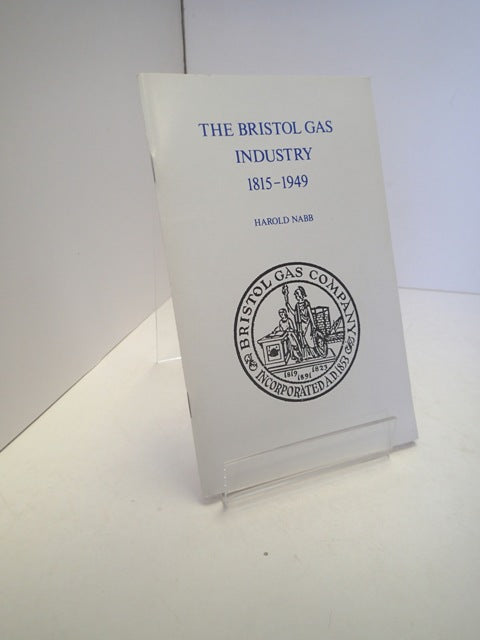 THE BRISTOL GAS
INDUSTRY
1815–1949
HAROLD NABB
BRISTOL GAS COMPANY
1819 1823
1891
INCORPORATED A.D. 1853